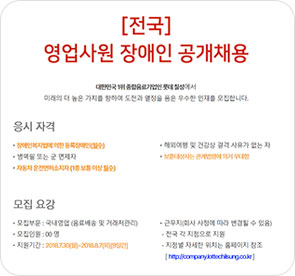 [전국]
영업사원 장애인 공개채용
대한민국 1위 종합음료기업인 롯데 칠성에서
미래의 더 높은 가치를 향하여 도전과 열정을 품은 우수한 인재를 모집합니다.
응시 자격
• 장애인복지법에 의한 등록장애인(필수)
• 병역필 또는 군 면제자
• 자동차 운전면허소지자 (1종 보통 이상 필수)
• 해외여행 및 건강상 결격 사유가 없는 자
• 보훈대상자는 관계법령에 의거 우대함
모집 요강
• 모집부문 : 국내영업 (음료배송 및 거래처관리)
• 모집인원 : 00 명
• 지원기간 : 2018.7.30(월)~2018.8.7(화)
• 근무지(회사 사정에 따라 변경될 수 있음)
- 전국 각 지점으로 지원
- 지점별 자세한 위치는 홈페이지 참조
[ http://company.lottechilsung.co.kr ]